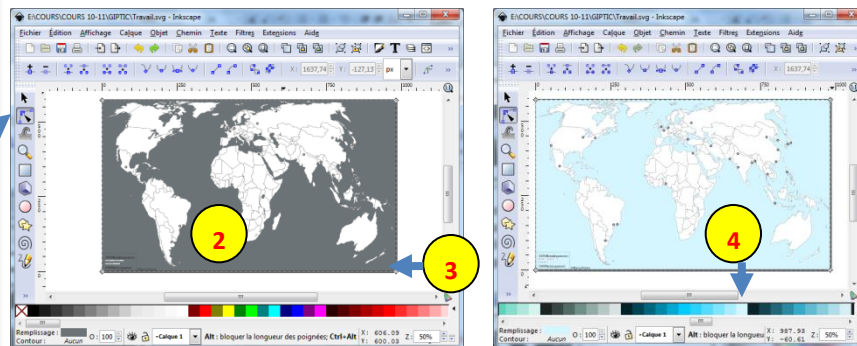 E:\COURS\COURS 10-11\GIPTIC\Travail.svg - Inkscape
Fichier Édition Affichage Calque Objet Chemin Texte Filtres Extensions Aide
X: 1637,74 Y: -127,13 px
2
3
Remplissage :
Contour : Aucun
O: 100
-Calque 1
Alt : bloquer la longueur des poignées; Ctrl+Alt
X: 606.09
Y: 600.03
Z: 50%
E:\COURS\COURS 10-11\GIPTIC\Travail.svg - Inkscape
Fichier Édition Affichage Calque Objet Chemin Texte Filtres Extensions Aide
X: 1637,74
4
Remplissage :
Contour : Aucun
O: 100
-Calque 1
Alt : bloquer la longueu
X: 987.93
Y: -60.61
Z: 50%